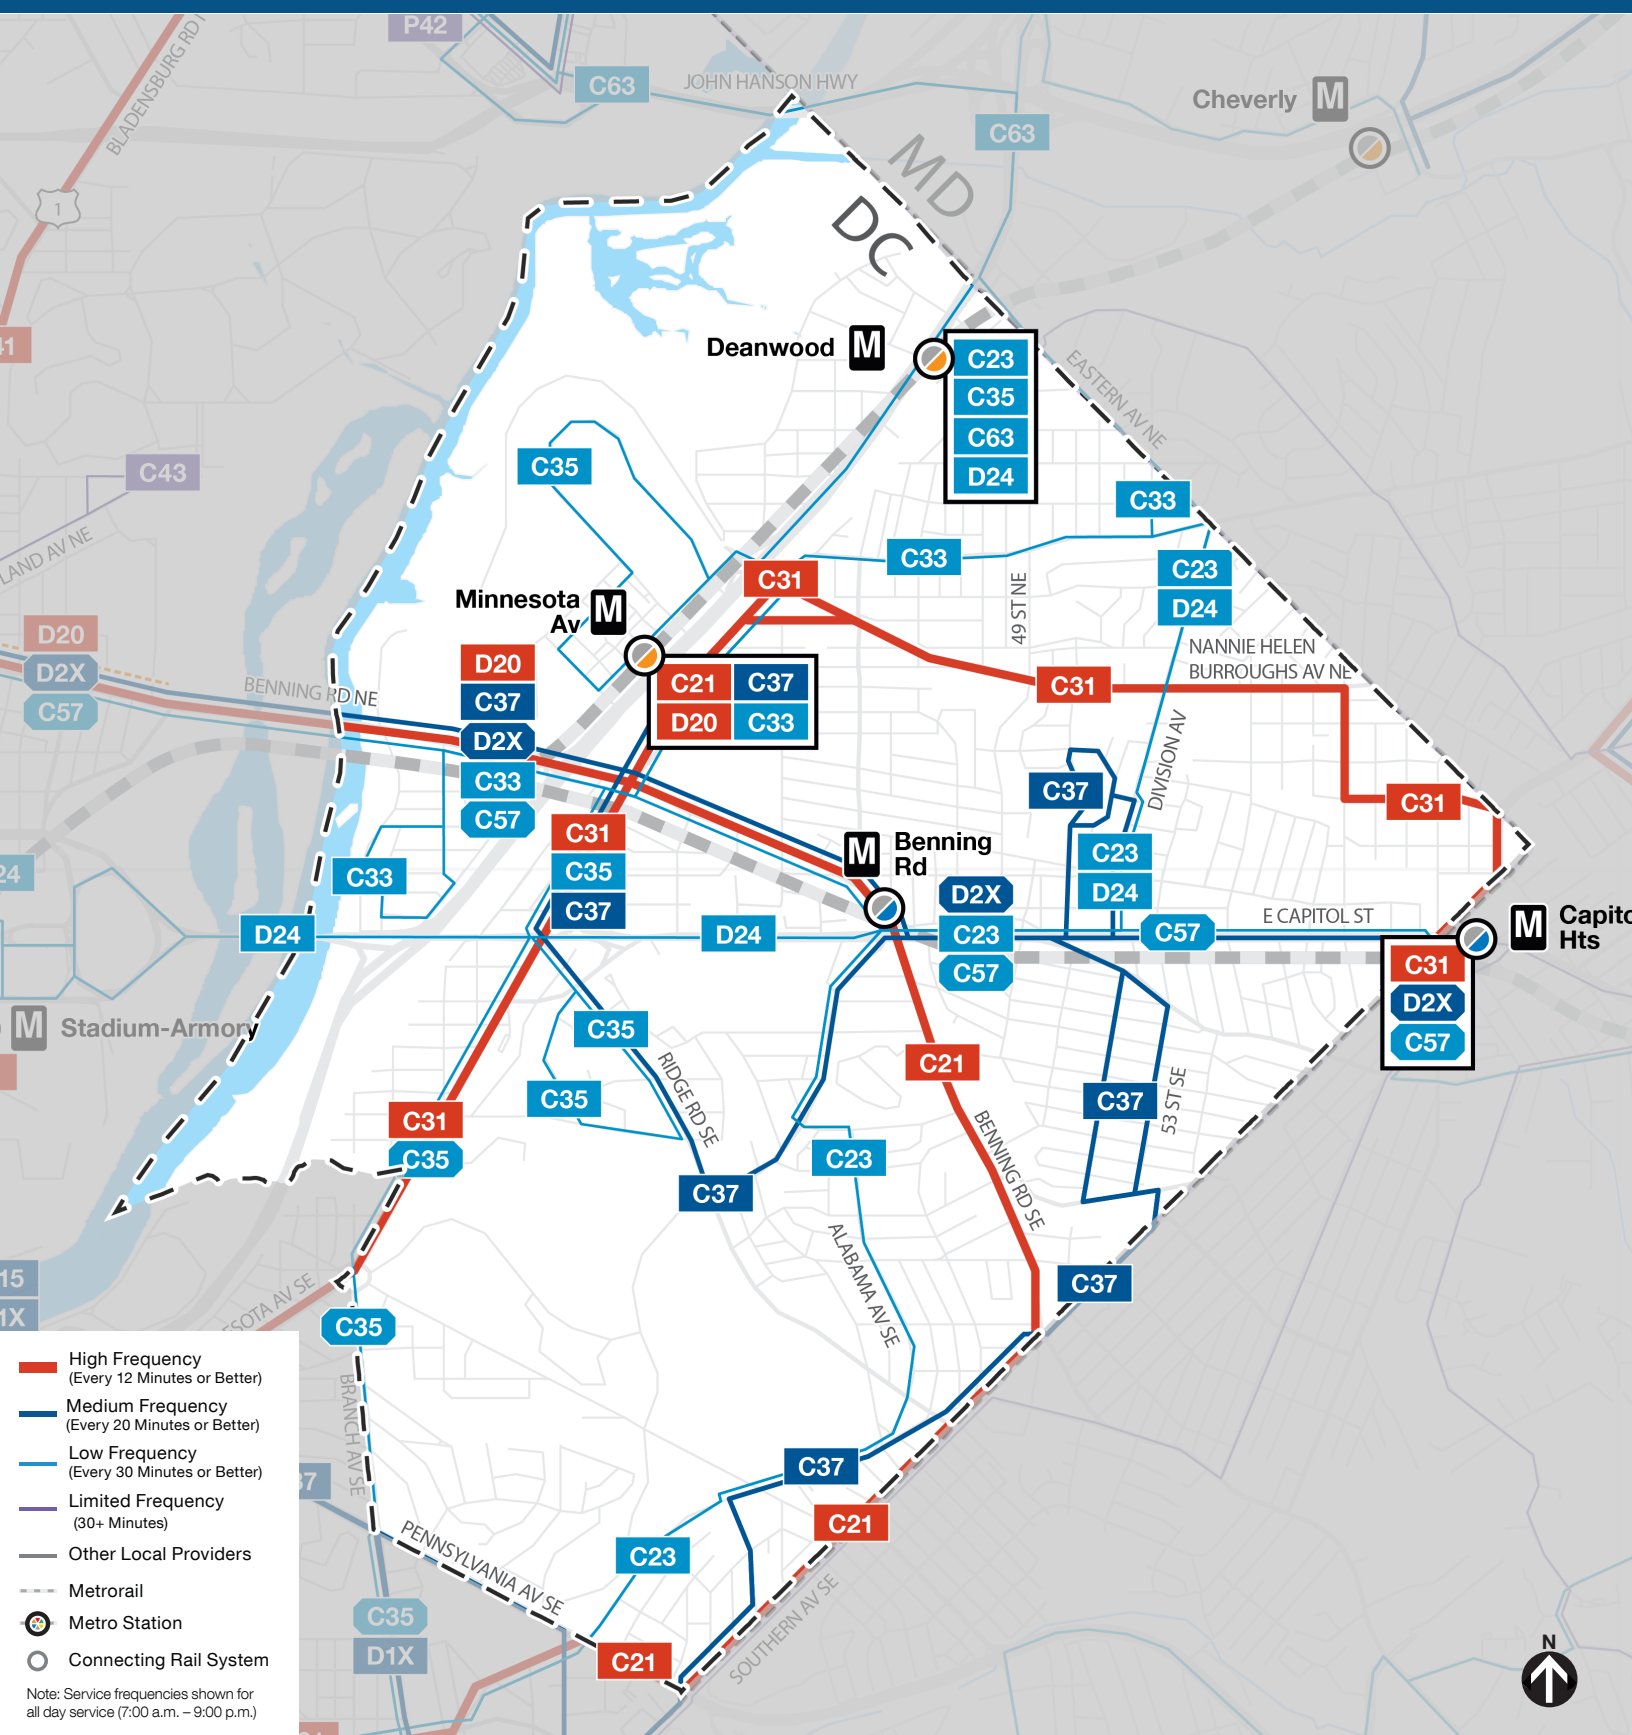 P42
BLADENSBURG RD
C63
JOHN HANSON HWY
Cheverly M
C63
1
MD
DC
41
Deanwood M
C23
C35
C63
D24
EASTERN AV NE
C35
C43
C33
LAND AV NE
C33
C31
C23
D24
49 ST NE
Minnesota
Av M
NANNIE HELEN
BURROUGHS AV NE
D20
D2X
C57
BENNING RD NE
D20
C37
D2X
C33
C57
C21 C37
D20 C33
C31
DIVISION AV
C37
C31
C31
C35
C37
M Benning
Rd
C23
D24
24
C33
D2X
C23
C57
E CAPITOL ST
D24
D24
C57
M Capito
Hts
C31
D2X
C57
M Stadium-Armory
C35
C35
RIDGE RD SE
C21
C37
53 ST SE
C31
C35
BENNING RD SE
C23
C37
ALABAMA AV SE
15
1X
ESOTA AV SE
C37
C35
BRANCH AV SE
C37
37
C21
PENNSYLVANIA AV SE
C23
SOUTHERN AV SE
C35
D1X
C21
High Frequency
(Every 12 Minutes or Better)
Medium Frequency
(Every 20 Minutes or Better)
Low Frequency
(Every 30 Minutes or Better)
Limited Frequency
(30+ Minutes)
Other Local Providers
Metrorail
Metro Station
Connecting Rail System
Note: Service frequencies shown for
all day service (7:00 a.m. – 9:00 p.m.)
N